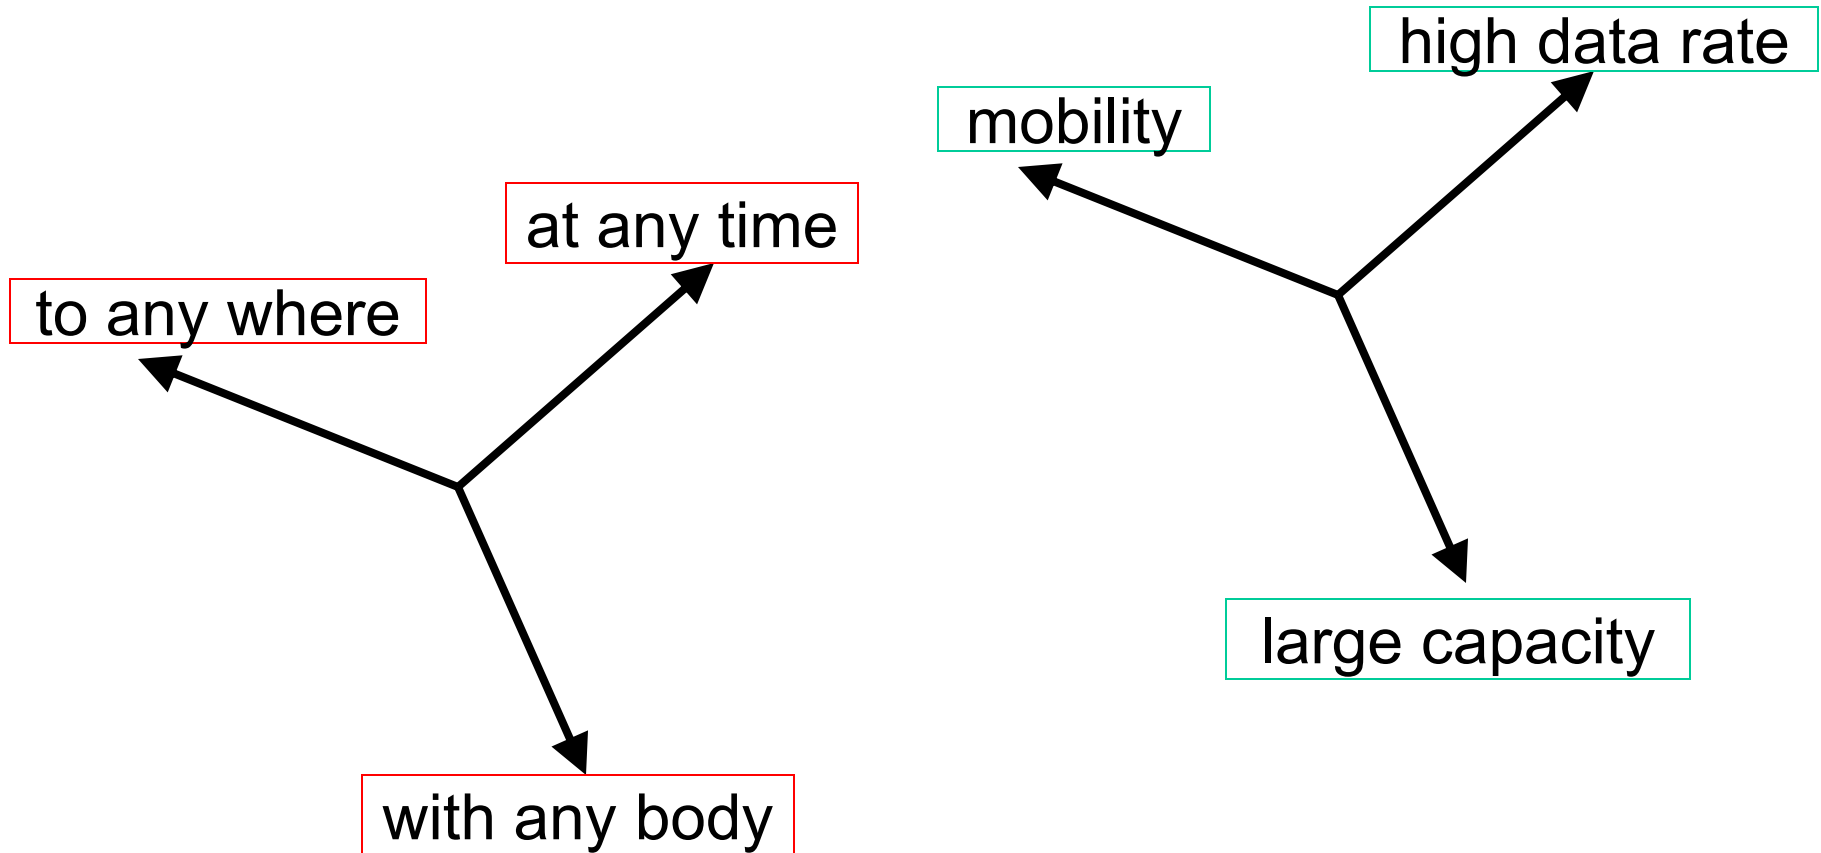 high data rate
mobility
at any time
to any where
large capacity
with any body